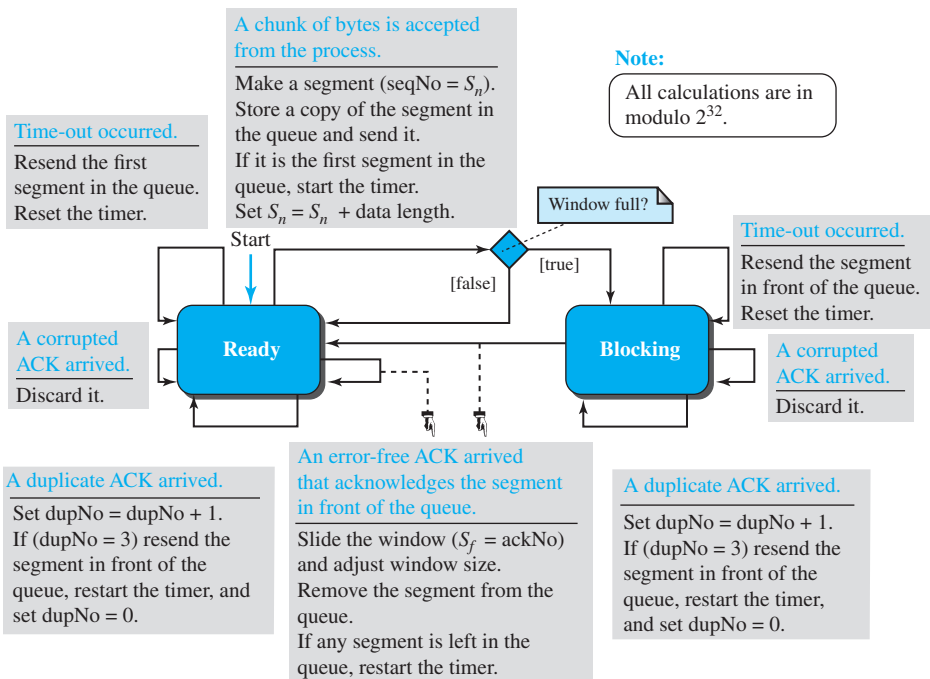 A chunk of bytes is accepted
from the process.
Make a segment (seqNo = Sₙ).
Store a copy of the segment in
the queue and send it.
If it is the first segment in the
queue, start the timer.
Set Sₙ = Sₙ + data length.
Note:
All calculations are in
modulo 2³².
Time-out occurred.
Resend the first
segment in the queue.
Reset the timer.
Window full?
Start
[false]
[true]
Time-out occurred.
Resend the segment
in front of the queue.
Reset the timer.
A corrupted
ACK arrived.
Discard it.
Ready
Blocking
A corrupted
ACK arrived.
Discard it.
A duplicate ACK arrived.
Set dupNo = dupNo + 1.
If (dupNo = 3) resend the
segment in front of the
queue, restart the timer, and
set dupNo = 0.
An error-free ACK arrived
that acknowledges the segment
in front of the queue.
Slide the window (S_f = ackNo)
and adjust window size.
Remove the segment from the
queue.
If any segment is left in the
queue, restart the timer.
A duplicate ACK arrived.
Set dupNo = dupNo + 1.
If (dupNo = 3) resend the
segment in front of the
queue, restart the timer,
and set dupNo = 0.